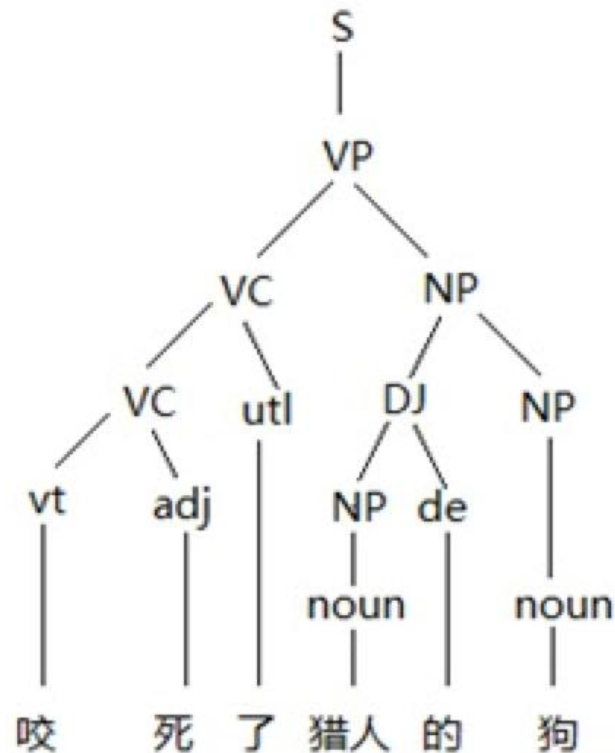 S
VP
VC NP
VC utl DJ NP
vt adj NP de
noun noun
咬 死 了 猎人 的 狗